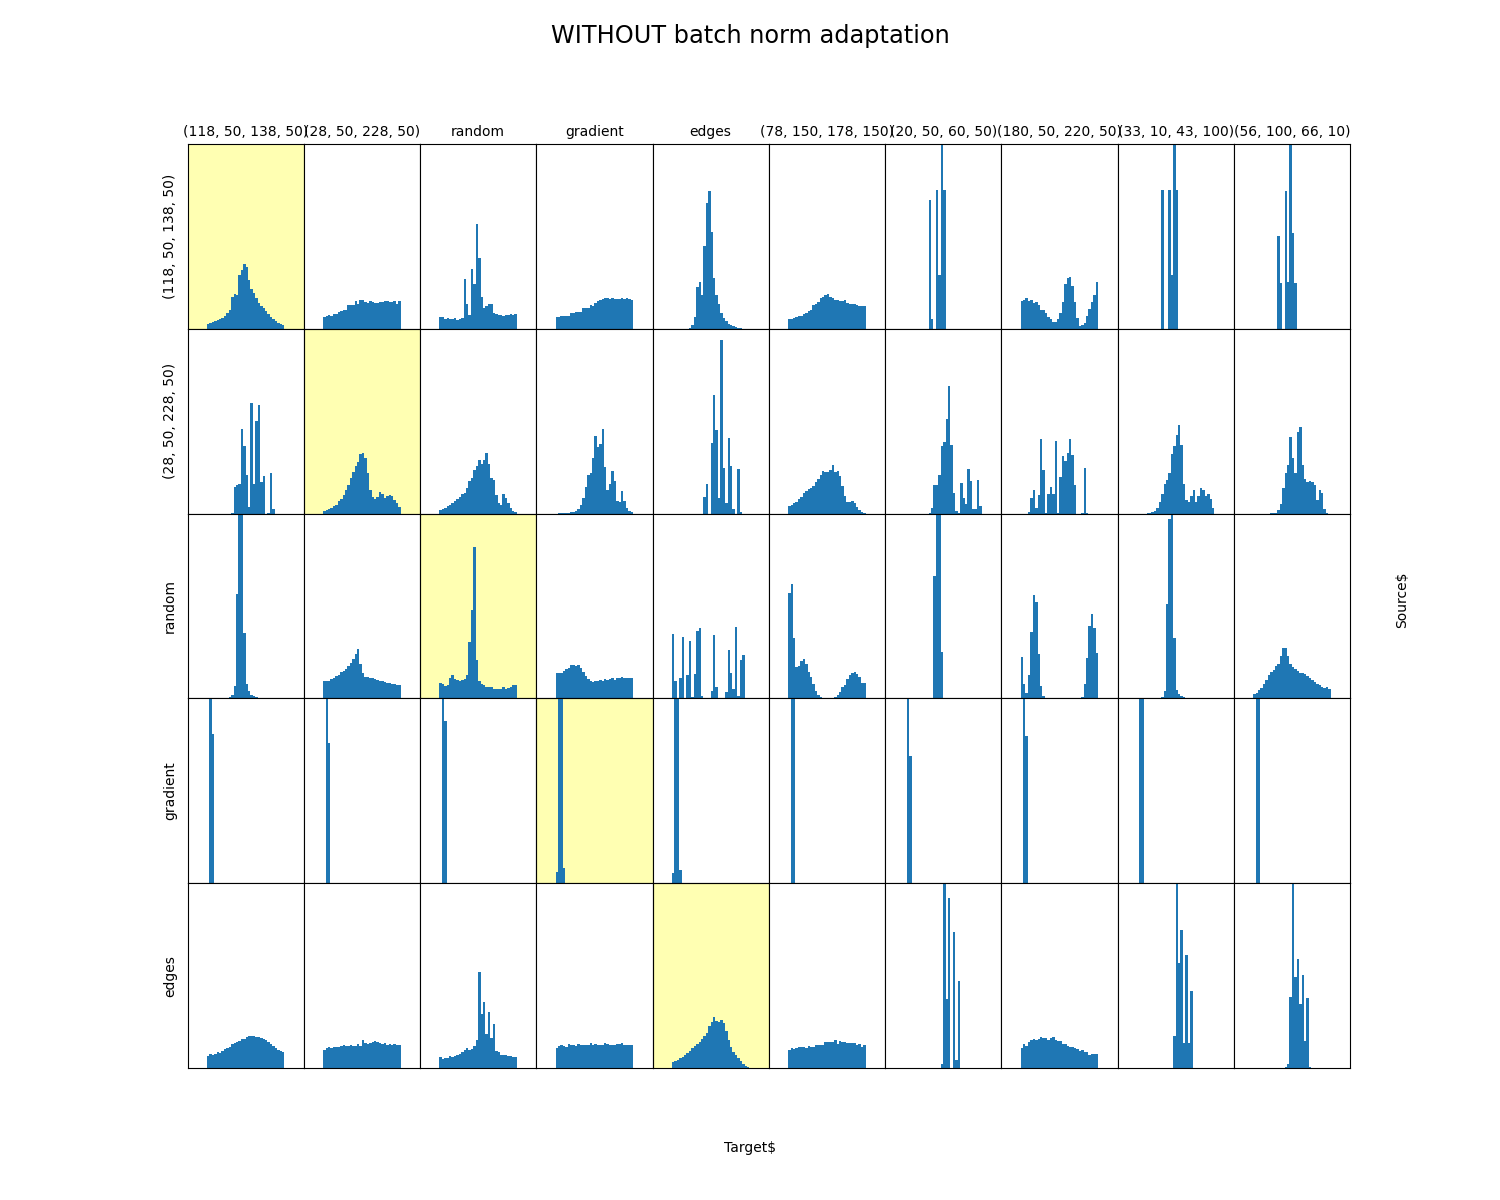 WITHOUT batch norm adaptation
(118, 50, 138, 50)
(28, 50, 228, 50)
random
gradient
edges
(78, 150, 178, 150)
(20, 50, 60, 50)
(180, 50, 220, 50)
(33, 10, 43, 100)
(56, 100, 66, 10)
(118, 50, 138, 50)
(28, 50, 228, 50)
random
gradient
edges
Source$
Target$